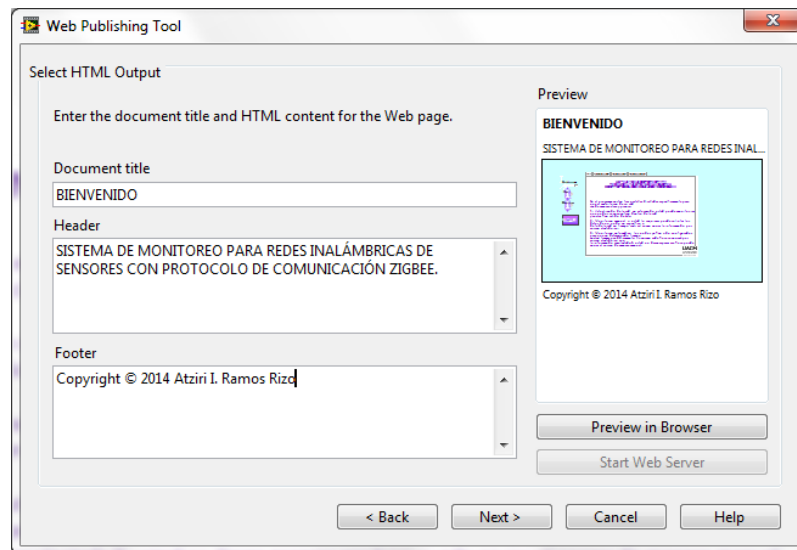 Web Publishing Tool
Select HTML Output
Enter the document title and HTML content for the Web page.
Document title
BIENVENIDO
Header
SISTEMA DE MONITOREO PARA REDES INALÁMBRICAS DE
SENSORES CON PROTOCOLO DE COMUNICACIÓN ZIGBEE.
Footer
Copyright © 2014 Atziri I. Ramos Rizo
Preview
BIENVENIDO
SISTEMA DE MONITOREO PARA REDES INAL...
Copyright © 2014 Atziri I. Ramos Rizo
Preview in Browser
Start Web Server
< Back
Next >
Cancel
Help